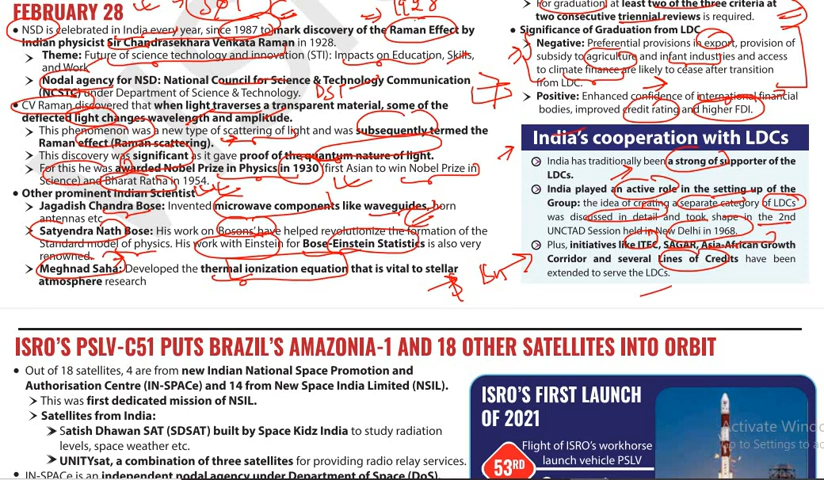 FEBRUARY 28
NSD is celebrated in India every year, since 1987 to mark discovery of the Raman Effect by
Indian physicist Sir Chandrasekhara Venkata Raman in 1928.
Theme: Future of science technology and innovation (STI): Inpacts on Education, Skills,
and Work
Nodal agency for NSD: National Council for Science & Technology Communication
(NCSTC) under Department of Science & Technology.
DST
1928
CV Raman discovered that when light traverses a transparent material, some of the
deflected light changes wavelength and amplitude.
This phenomenon was a new type of scattering of light and was subsequently termed the
Raman effect (Raman scattering).
This discovery was significant as it gave proof of the quantum nature of light.
For this he was awarded Nobel Prize in Physics in 1930 (first Asian to win Nobel Prize in
Science) and Bharat Ratna in 1954.
Other prominent Indian Scientist
Jagadish Chandra Bose: Invented microwave components like waveguides, horn
antennas etc
Satyendra Nath Bose: His work on Bosons' have helped revolutionize the formation of the
Standard model of physics. His work with Einstein for Bose-Einstein Statistics is also very
renowned.
Meghnad Saha: Developed the thermal ionization equation that is vital to stellar
atmosphere research
For graduation at least two of the three criteria at
two consecutive triennial reviews is required.
Significance of Graduation from LDC
Negative: Preferential provisions in export, provision of
subsidy to agriculture and infant industries and access
to climate finance are likely to cease after transition
from LDC.
Positive: Enhanced confidence of international financial
bodies, improved credit rating and higher FDI.
India's cooperation with LDCs
India has traditionally been a strong of supporter of the
LDCs.
India played an active role in the setting up of the
Group: the idea of creating a separate category of LDCs
was discussed in detail and took shape in the 2nd
UNCTAD Session held in New Delhi in 1968.
Plus, initiatives like ITEC, SAGAR, Asia-African Growth
Corridor and several Lines of Credits have been
extended to serve the LDCs.
ISRO'S PSLV-C51 PUTS BRAZIL'S AMAZONIA-1 AND 18 OTHER SATELLITES INTO ORBIT
Out of 18 satellites, 4 are from new Indian National Space Promotion and
Authorisation Centre (IN-SPACe) and 14 from New Space India Limited (NSIL).
This was first dedicated mission of NSIL.
Satellites from India:
Satish Dhawan SAT (SDSAT) built by Space Kidz India to study radiation
levels, space weather etc.
UNITYsat, a combination of three satellites for providing radio relay services.
IN-SPACe is an independent nodal agency under Department of Space (DoS).
ISRO'S FIRST LAUNCH
OF 2021
53RD
Flight of ISRO's workhorse
launch vehicle PSLV
Activate Windo
Go to Settings to a